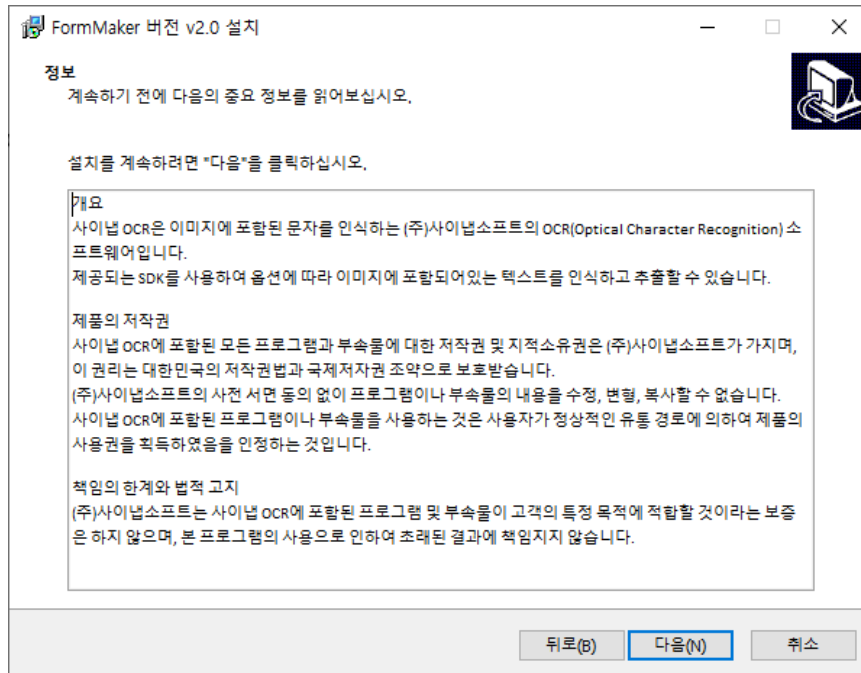 FormMaker 버전 v2.0 설치
정보
계속하기 전에 다음의 중요 정보를 읽어보십시오.
설치를 계속하려면 "다음"을 클릭하십시오.
개요
사이냅 OCR은 이미지에 포함된 문자를 인식하는 (주)사이냅소프트의 OCR(Optical Character Recognition) 소
프트웨어입니다.
제공되는 SDK를 사용하여 옵션에 따라 이미지에 포함되어있는 텍스트를 인식하고 추출할 수 있습니다.
제품의 저작권
사이냅 OCR에 포함된 모든 프로그램과 부속물에 대한 저작권 및 지적소유권은 (주)사이냅소프트가 가지며,
이 권리는 대한민국의 저작권법과 국제저자권 조약으로 보호받습니다.
(주)사이냅소프트의 사전 서면 동의 없이 프로그램이나 부속물의 내용을 수정, 변형, 복사할 수 없습니다.
사이냅 OCR에 포함된 프로그램이나 부속물을 사용하는 것은 사용자가 정상적인 유통 경로에 의하여 제품의
사용권을 획득하였음을 인정하는 것입니다.
책임의 한계와 법적 고지
(주)사이냅소프트는 사이냅 OCR에 포함된 프로그램 및 부속물이 고객의 특정 목적에 적합할 것이라는 보증
은 하지 않으며, 본 프로그램의 사용으로 인하여 초래된 결과에 책임지지 않습니다.
뒤로(B) 다음(N) 취소